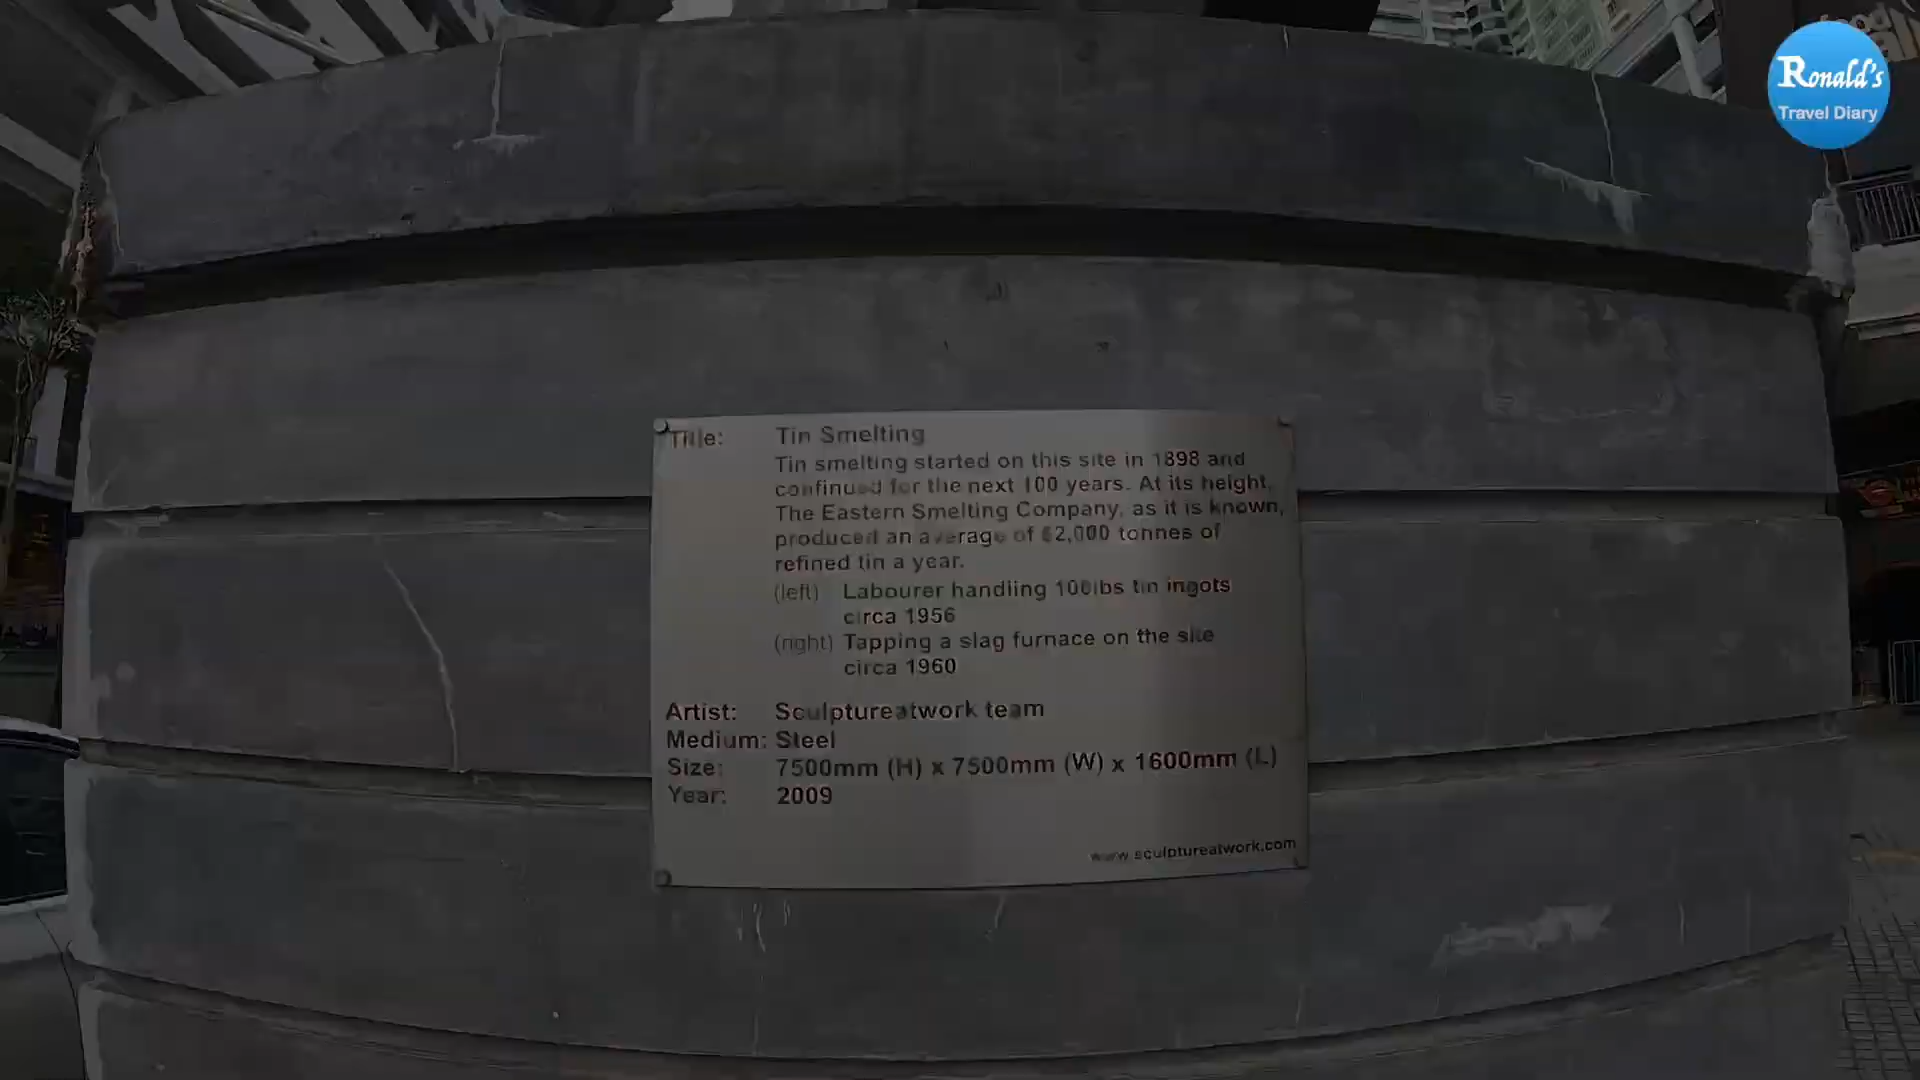 Ronald's
Travel Diary
Title: Tin Smelting
Tin smelting started on this site in 1898 and
continued for the next 100 years. At its height,
The Eastern Smelting Company, as it is known,
produced an average of 62,000 tonnes of
refined tin a year.
(left) Labourer handling 100lbs tin ingots
circa 1956
(right) Tapping a slag furnace on the site
circa 1960
Artist: Sculptureatwork team
Medium: Steel
Size: 7500mm (H) x 7500mm (W) x 1600mm (L)
Year: 2009
www.sculptureatwork.com